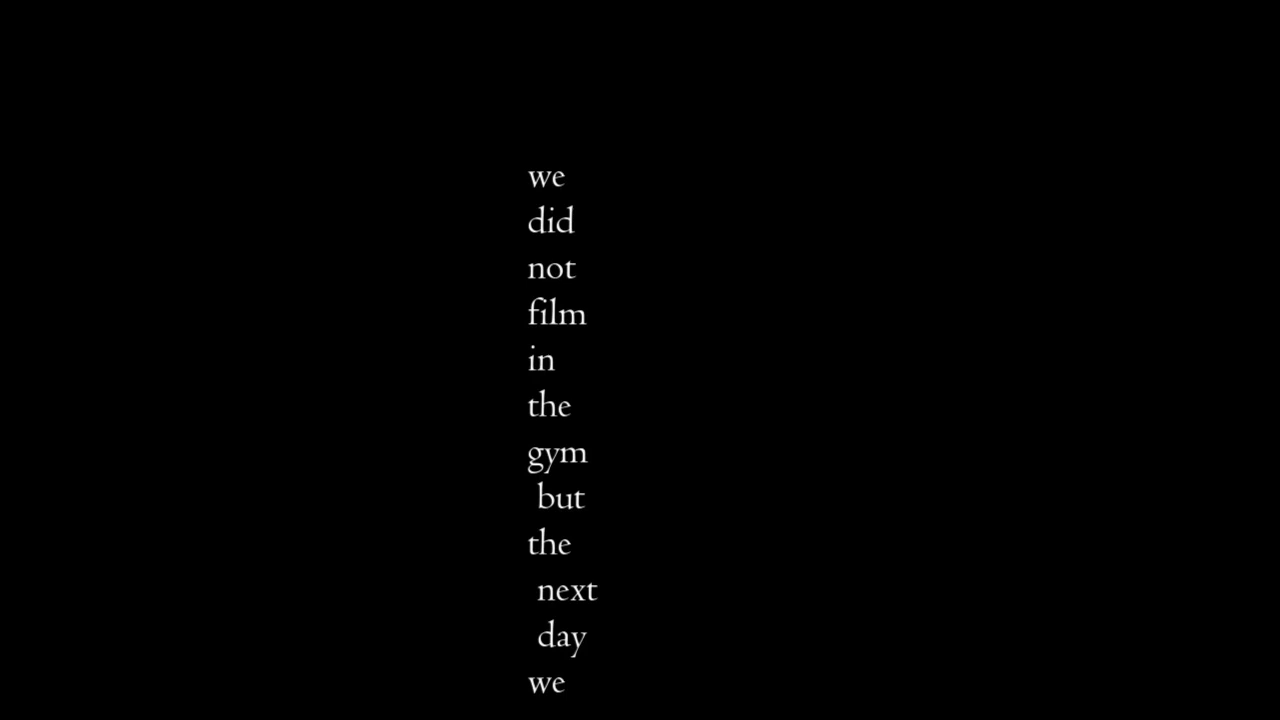 we
did
not
film
in
the
gym
but
the
next
day
we